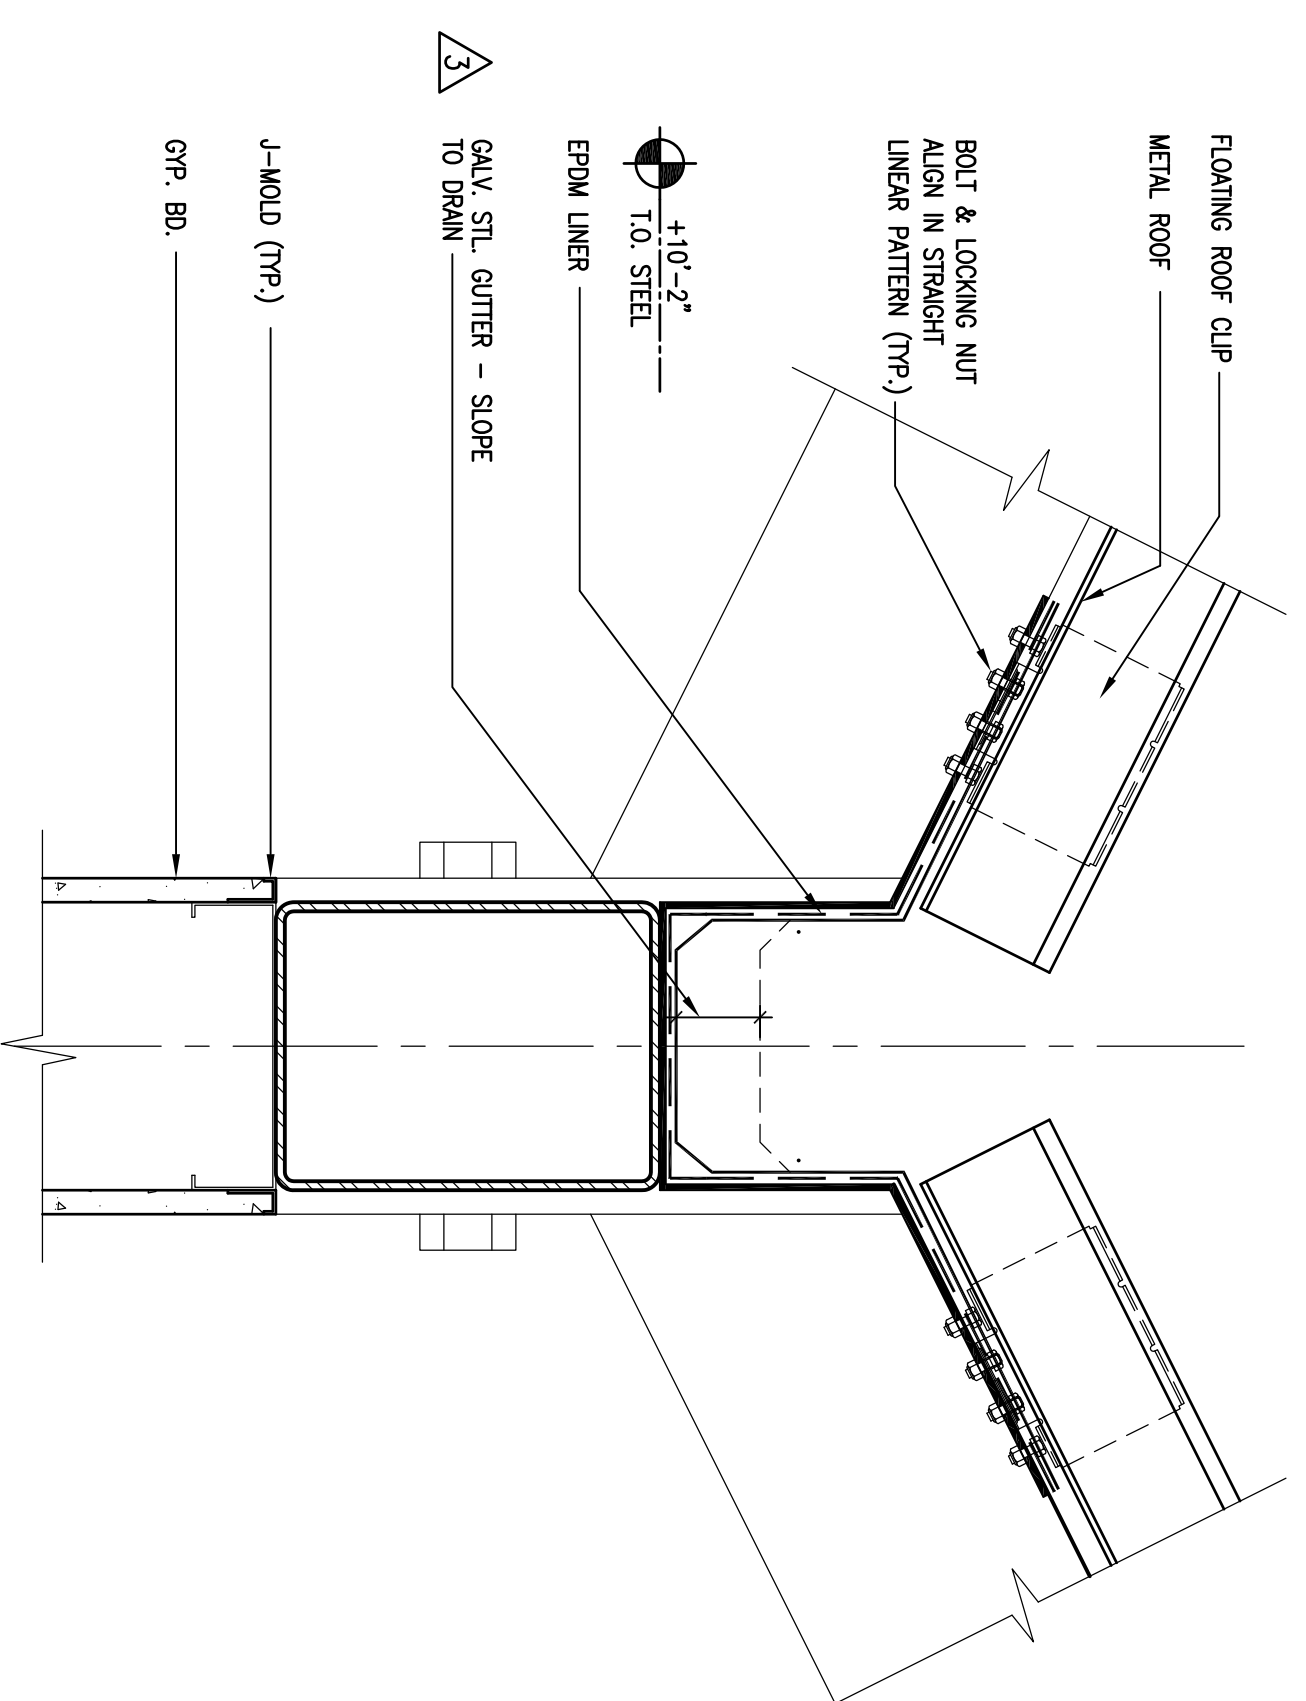 FLOATING ROOF CLIP
METAL ROOF
BOLT & LOCKING NUT
ALIGN IN STRAIGHT
LINEAR PATTERN (TYP.)
+10'-2"
T.O. STEEL
EPDM LINER
GALV. STL. GUTTER - SLOPE
TO DRAIN
3
J-MOLD (TYP.)
GYP. BD.